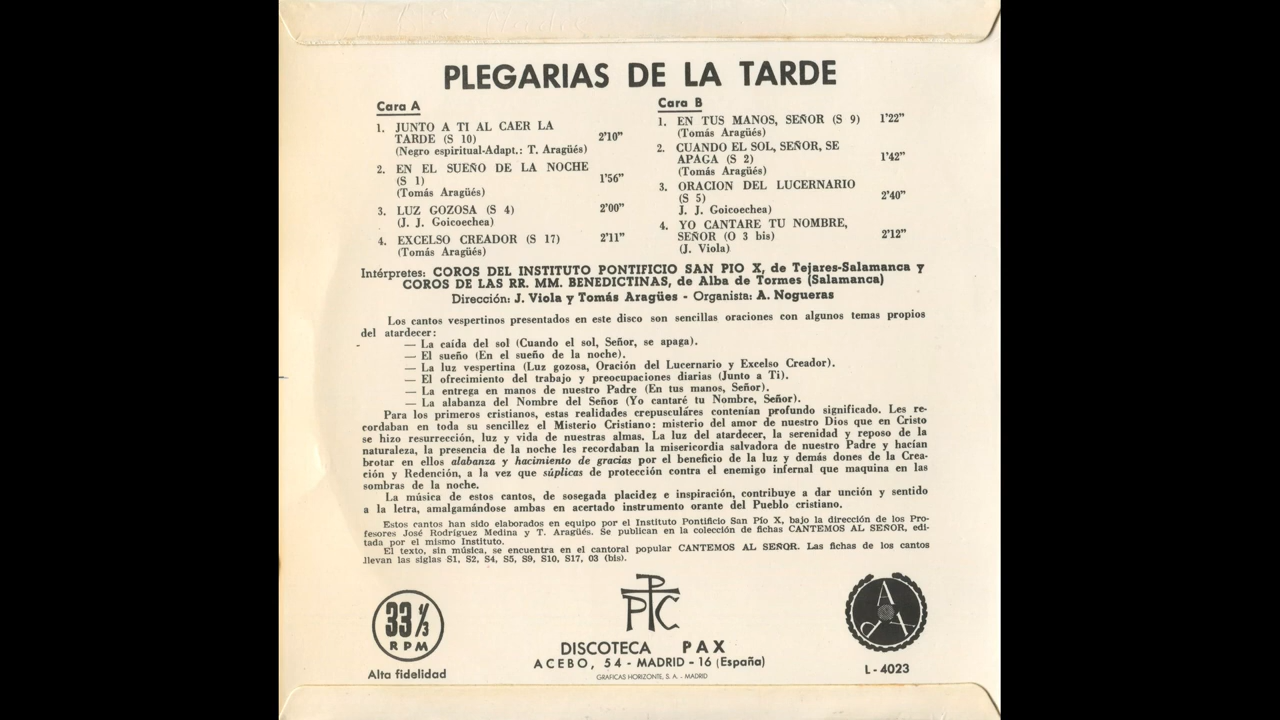 PLEGARIAS DE LA TARDE
Cara A
1. JUNTO A TI AL CAER LA
TARDE (S 10) 2'10"
(Negro espiritual-Adapt.: T. Aragüés)
2. EN EL SUEÑO DE LA NOCHE
(S 1) 1'56"
(Tomás Aragüés)
3. LUZ GOZOSA (S 4) 2'00"
(J. J. Goicoechea)
4. EXCELSO CREADOR (S 17) 2'11"
(Tomás Aragüés)
Cara B
1. EN TUS MANOS, SEÑOR (S 9) 1'22"
(Tomás Aragüés)
2. CUANDO EL SOL, SEÑOR, SE
APAGA (S 2) 1'42"
(Tomás Aragüés)
3. ORACION DEL LUCERNARIO
(S 5) 2'40"
J. J. Goicoechea)
4. YO CANTARE TU NOMBRE,
SEÑOR (O 3 bis) 2'12"
(J. Viola)
Intérpretes: COROS DEL INSTITUTO PONTIFICIO SAN PIO X, de Tejares-Salamanca y
COROS DE LAS RR. MM. BENEDICTINAS, de Alba de Tormes (Salamanca)
Dirección: J. Viola y Tomás Aragües - Organista: A. Nogueras
Los cantos vespertinos presentados en este disco son sencillas oraciones con algunos temas propios
del atardecer:
— La caída del sol (Cuando el sol, Señor, se apaga).
— El sueño (En el sueño de la noche).
— La luz vespertina (Luz gozosa, Oración del Lucernario y Excelso Creador).
— El ofrecimiento del trabajo y preocupaciones diarias (Junto a Ti).
— La entrega en manos de nuestro Padre (En tus manos, Señor).
— La alabanza del Nombre del Señor (Yo cantaré tu Nombre, Señor).
Para los primeros cristianos, estas realidades crepusculares contenían profundo significado. Les re-
cordaban en toda su sencillez el Misterio Cristiano: misterio del amor de nuestro Dios que en Cristo
se hizo resurrección, luz y vida de nuestras almas. La luz del atardecer, la serenidad y reposo de la
naturaleza, la presencia de la noche les recordaban la misericordia salvadora de nuestro Padre y hacían
brotar en ellos alabanza y hacimiento de gracias por el beneficio de la luz y demás dones de la Crea-
ción y Redención, a la vez que súplicas de protección contra el enemigo infernal que maquina en las
sombras de la noche.
La música de estos cantos, de sosegada placidez e inspiración, contribuye a dar unción y sentido
a la letra, amalgamándose ambas en acertado instrumento orante del Pueblo cristiano.
Estos cantos han sido elaborados en equipo por el Instituto Pontificio San Pío X, bajo la dirección de los Pro-
fesores José Rodríguez Medina y T. Aragüés. Se publican en la colección de fichas CANTEMOS AL SEÑOR, edi-
tada por el mismo Instituto.
El texto, sin música, se encuentra en el cantoral popular CANTEMOS AL SEÑOR. Las fichas de los cantos
llevan las siglas S1, S2, S4, S5, S9, S10, S17, 03 (bis).
33 1/3
RPM
Alta fidelidad
PTC
DISCOTECA PAX
ACEBO, 54 - MADRID - 16 (España)
GRAFICAS HORIZONTE, S. A. - MADRID
L - 4023